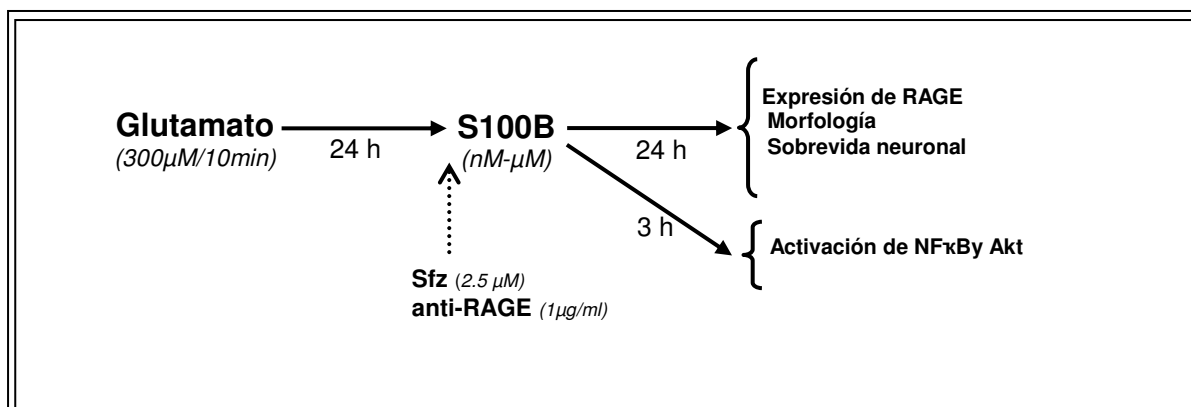 Glutamato
(300µM/10min)
24 h
S100B
(nM-µM)
24 h
Expresión de RAGE
Morfología
Sobrevida neuronal
3 h
Activación de NFκBy Akt
Sfz (2.5 µM)
anti-RAGE (1µg/ml)